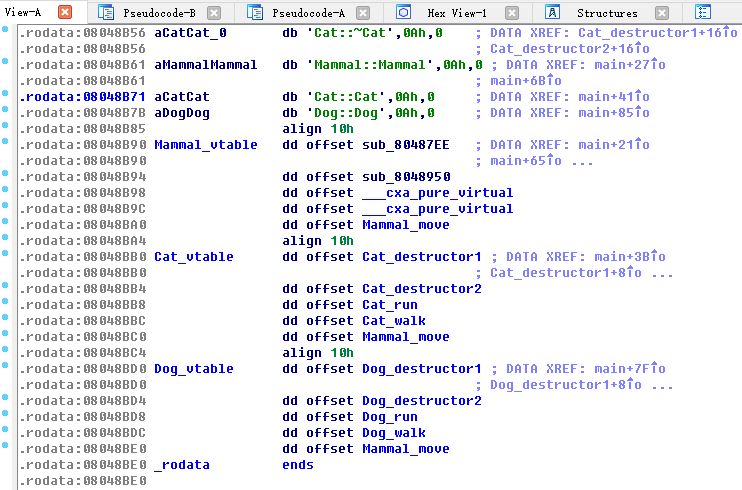 View-A Pseudocode-B Pseudocode-A Hex View-1 Structures
.rodata:08048B56 aCatCat_0 db 'Cat::~Cat',0Ah,0 ; DATA XREF: Cat_destructor1+16↑o
.rodata:08048B56 ; Cat_destructor2+16↑o
.rodata:08048B61 aMammalMammal db 'Mammal::Mammal',0Ah,0 ; DATA XREF: main+27↑o
.rodata:08048B61 ; main+6B↑o
.rodata:08048B71 aCatCat db 'Cat::Cat',0Ah,0 ; DATA XREF: main+41↑o
.rodata:08048B7B aDogDog db 'Dog::Dog',0Ah,0 ; DATA XREF: main+85↑o
.rodata:08048B85 align 10h
.rodata:08048B90 Mammal_vtable dd offset sub_80487EE ; DATA XREF: main+21↑o
.rodata:08048B90 ; main+65↑o ...
.rodata:08048B94 dd offset sub_8048950
.rodata:08048B98 dd offset ___cxa_pure_virtual
.rodata:08048B9C dd offset ___cxa_pure_virtual
.rodata:08048BA0 dd offset Mammal_move
.rodata:08048BA4 align 10h
.rodata:08048BB0 Cat_vtable dd offset Cat_destructor1 ; DATA XREF: main+3B↑o
.rodata:08048BB0 ; Cat_destructor1+8↑o ...
.rodata:08048BB4 dd offset Cat_destructor2
.rodata:08048BB8 dd offset Cat_run
.rodata:08048BBC dd offset Cat_walk
.rodata:08048BC0 dd offset Mammal_move
.rodata:08048BC4 align 10h
.rodata:08048BD0 Dog_vtable dd offset Dog_destructor1 ; DATA XREF: main+7F↑o
.rodata:08048BD0 ; Dog_destructor1+8↑o ...
.rodata:08048BD4 dd offset Dog_destructor2
.rodata:08048BD8 dd offset Dog_run
.rodata:08048BDC dd offset Dog_walk
.rodata:08048BE0 dd offset Mammal_move
.rodata:08048BE0 _rodata ends
.rodata:08048BE0